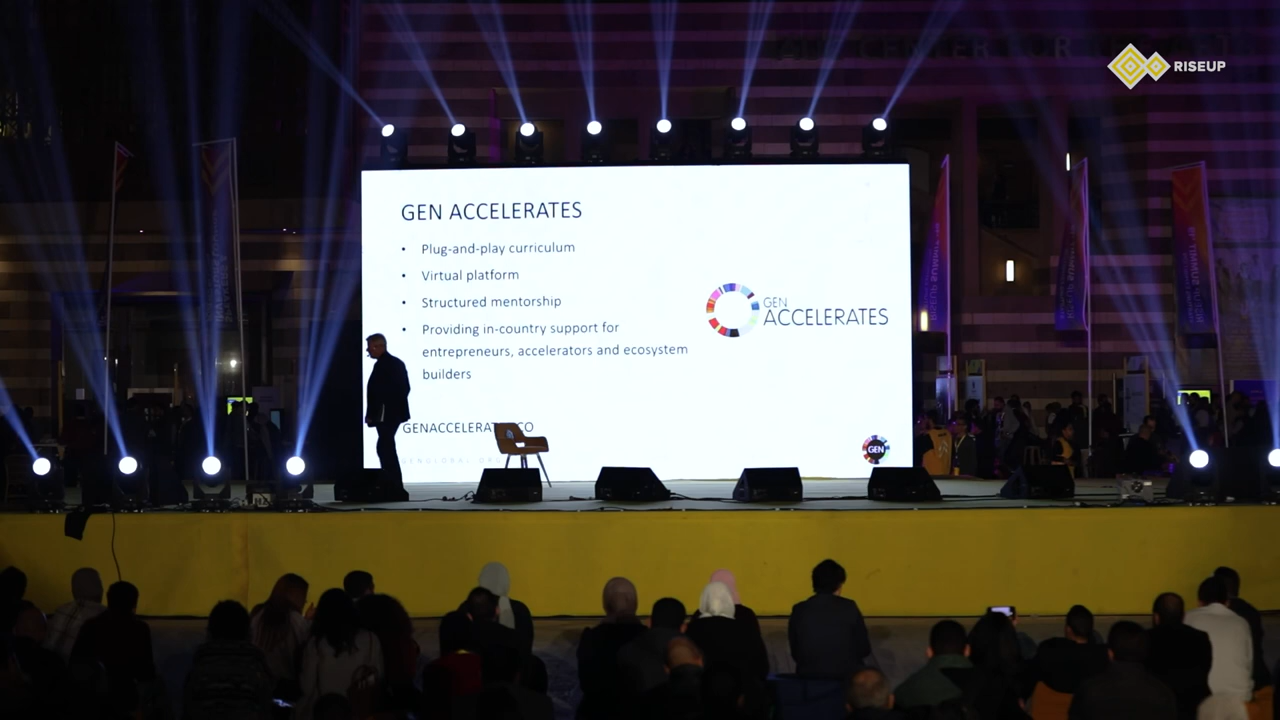 RISEUP
GEN ACCELERATES
• Plug-and-play curriculum
• Virtual platform
• Structured mentorship
• Providing in-country support for
entrepreneurs, accelerators and ecosystem
builders
GEN
ACCELERATES
GEN